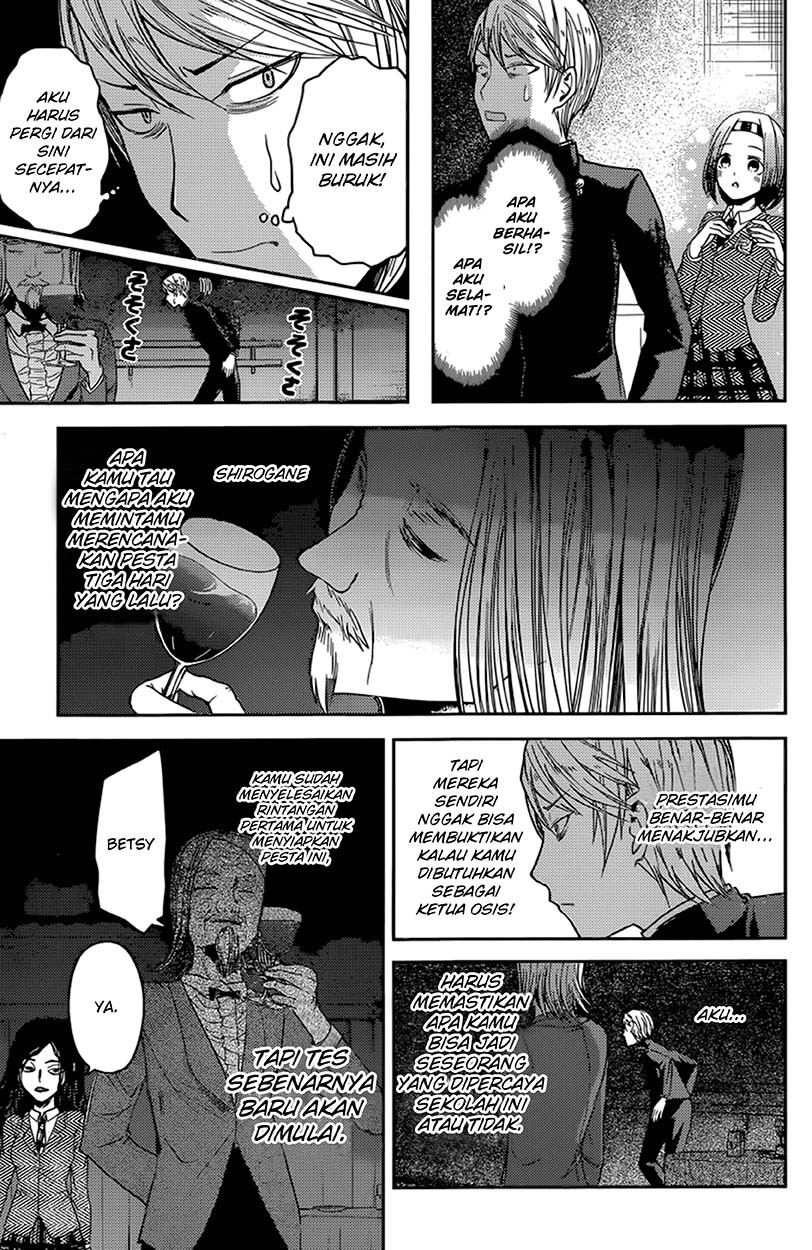 APA
AKU
BERHA-
SIL!?
APA
AKU
SELA-
MAT!?
NGGAK,
INI MASIH
BURUK!
AKU
HARUS
PERGI DARI
SINI
SECEPAT-
NYA...
そそくさ
そそくさ
SHIROGANE
APA
KAMU TAU
MENGAPA AKU
MEMINTAMU
MERENCANA-
KAN PESTA
TIGA HARI
YANG LALU?
PRESTASIMU
BENAR-BENAR
MENAKJUBKAN...
TAPI
MEREKA
SENDIRI
NGGAK BISA
MEMBUKTIKAN
KALAU KAMU
DIBUTUHKAN
SEBAGAI
KETUA OSIS!
AKU...
HARUS
MEMASTIKAN
APA KAMU
BISA JADI
SESEORANG
YANG DIPERCAYA
SEKOLAH INI
ATAU TIDAK.
KAMU SUDAH
MENYELESAIKAN
RINTANGAN
PERTAMA UNTUK
MENYIAPKAN
PESTA INI,
TAPI TES
SEBENARNYA
BARU AKAN
DIMULAI.
BETSY
YA.